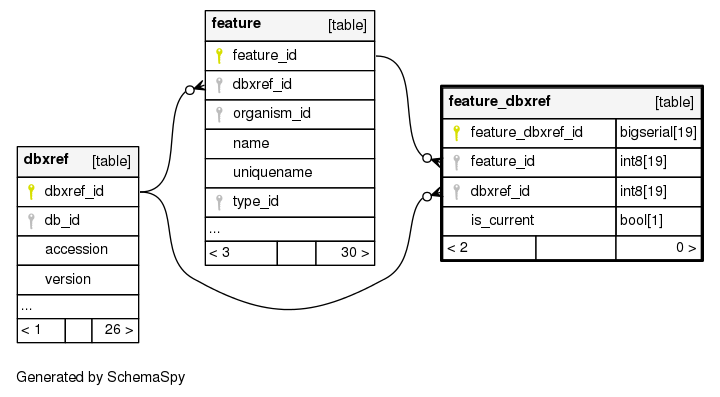 feature [table]
feature_id
dbxref_id
organism_id
name
uniquename
type_id
...
< 3 30 >
feature_dbxref [table]
feature_dbxref_id bigserial[19]
feature_id int8[19]
dbxref_id int8[19]
is_current bool[1]
< 2 0 >
dbxref [table]
dbxref_id
db_id
accession
version
...
< 1 26 >
Generated by SchemaSpy